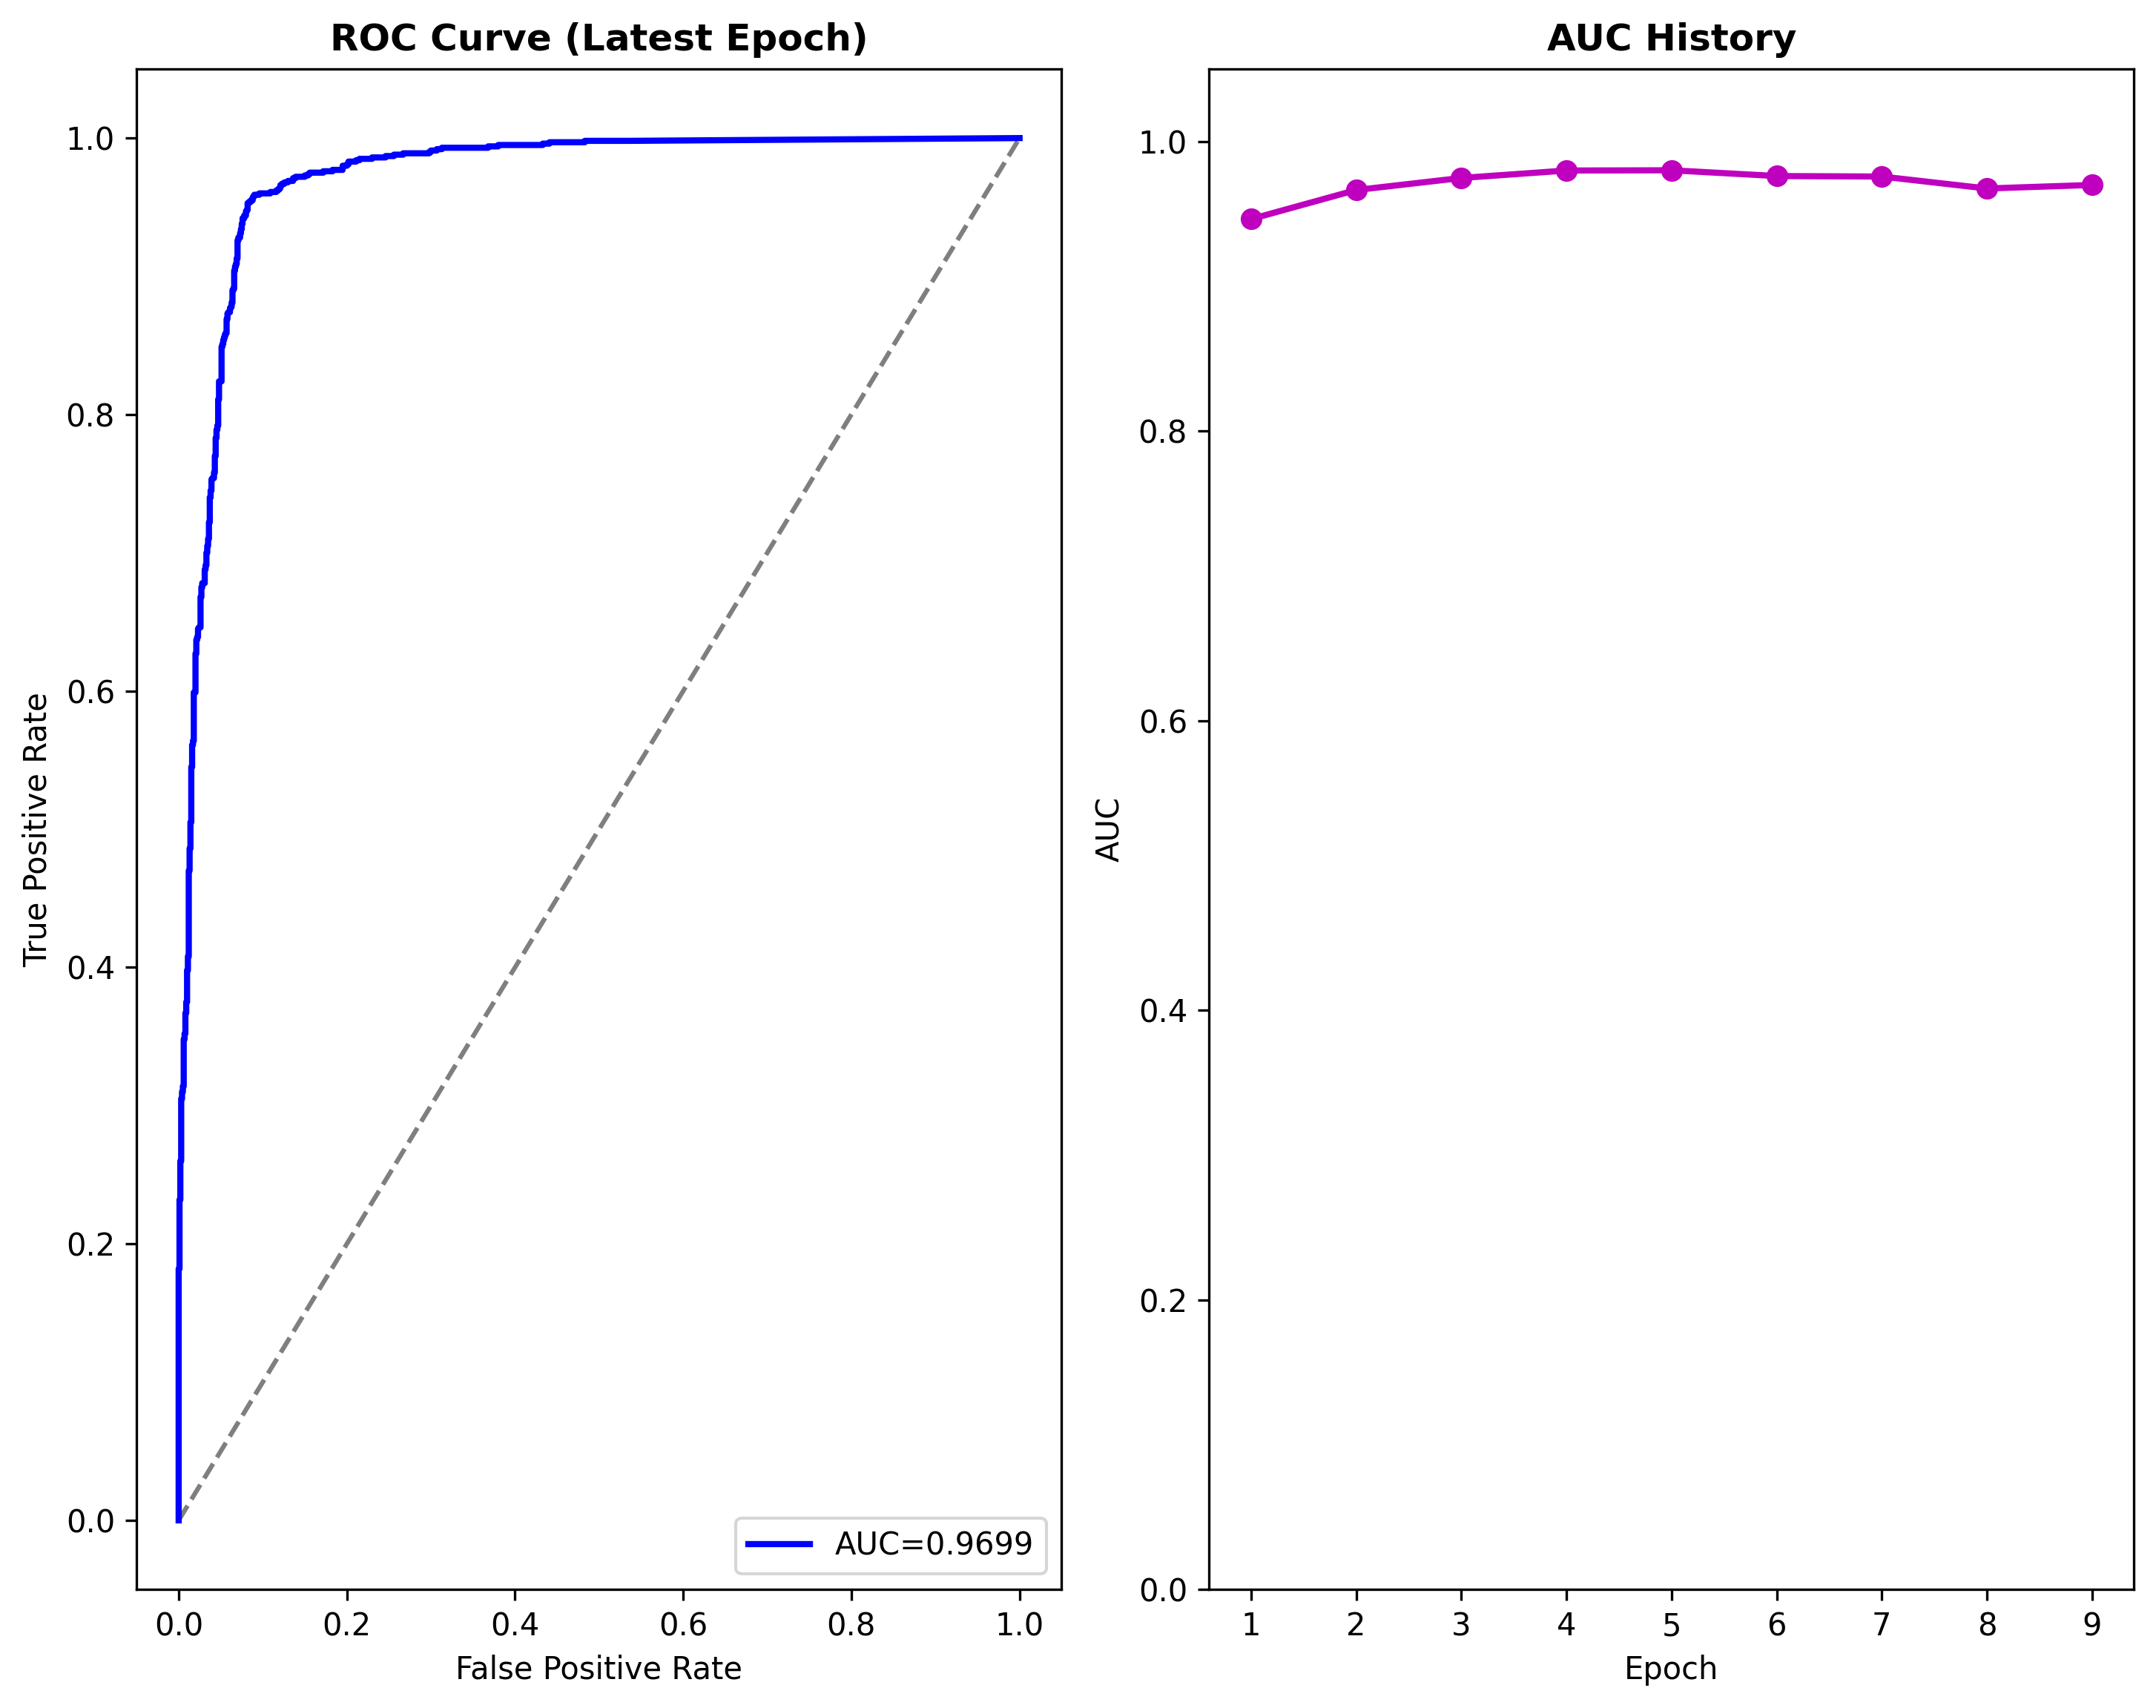 ROC Curve (Latest Epoch)
True Positive Rate
1.0
0.8
0.6
0.4
0.2
0.0
AUC=0.9699
0.0 0.2 0.4 0.6 0.8 1.0
False Positive Rate
AUC History
AUC
1.0
0.8
0.6
0.4
0.2
0.0
1 2 3 4 5 6 7 8 9
Epoch